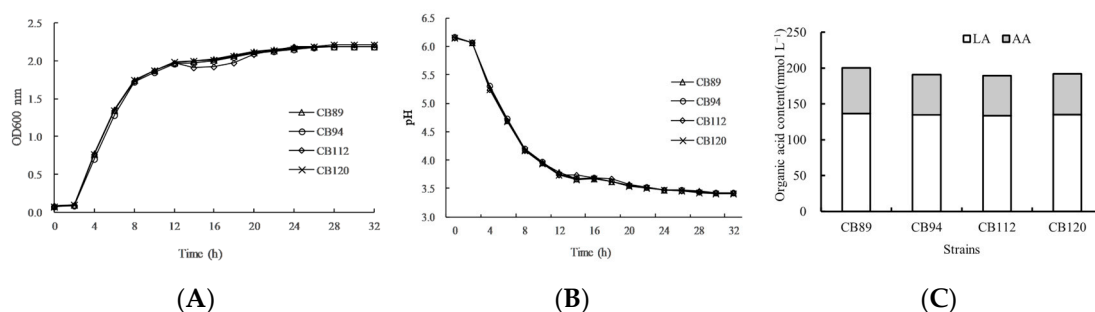 2.5
2.0
1.5
1.0
0.5
0.0
OD600 nm
0 4 8 12 16 20 24 28 32
Time (h)
CB89
CB94
CB112
CB120
(A)
6.5
6.0
5.5
5.0
4.5
4.0
3.5
3.0
pH
0 4 8 12 16 20 24 28 32
Time (h)
CB89
CB94
CB112
CB120
(B)
LA AA
250
200
150
100
50
0
Organic acid content(mmol L⁻¹)
CB89 CB94 CB112 CB120
Strains
(C)